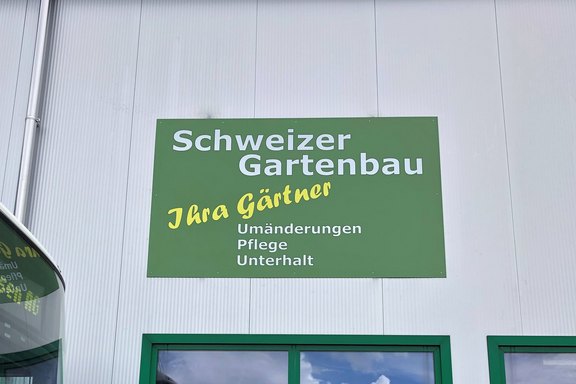 Schweizer
Gartenbau
Ihra Gärtner
Umänderungen
Pflege
Unterhalt